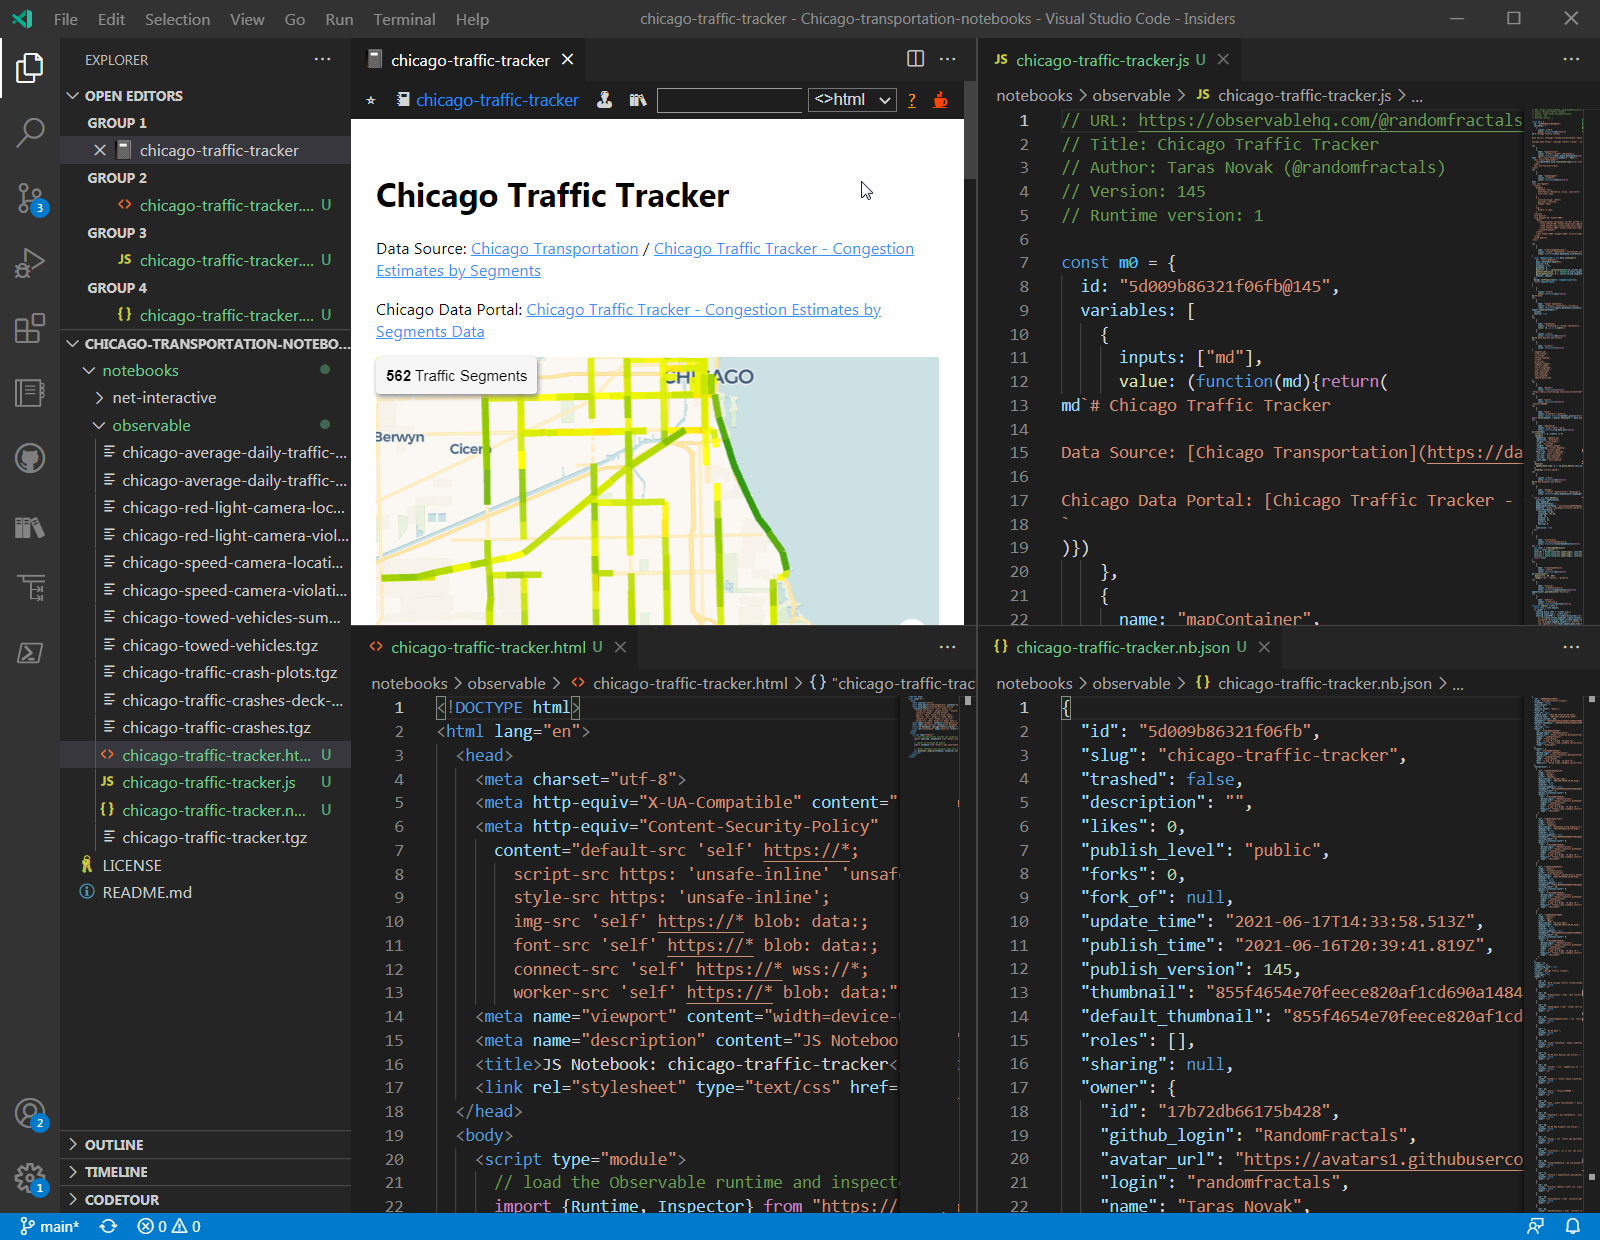 File Edit Selection View Go Run Terminal Help
chicago-traffic-tracker - Chicago-transportation-notebooks - Visual Studio Code - Insiders
EXPLORER
OPEN EDITORS
GROUP 1
chicago-traffic-tracker
GROUP 2
chicago-traffic-tracker.... U
GROUP 3
JS chicago-traffic-tracker.... U
GROUP 4
{} chicago-traffic-tracker.... U
CHICAGO-TRANSPORTATION-NOTEBO...
notebooks
net-interactive
observable
chicago-average-daily-traffic-...
chicago-average-daily-traffic-...
chicago-red-light-camera-loc...
chicago-red-light-camera-viol...
chicago-speed-camera-locati...
chicago-speed-camera-violati...
chicago-towed-vehicles-sum...
chicago-towed-vehicles.tgz
chicago-traffic-crash-plots.tgz
chicago-traffic-crashes-deck-...
chicago-traffic-crashes.tgz
<> chicago-traffic-tracker.ht... U
JS chicago-traffic-tracker.js U
{} chicago-traffic-tracker.n... U
chicago-traffic-tracker.tgz
LICENSE
README.md
OUTLINE
TIMELINE
CODETOUR
3
2
1
main*
0 0
chicago-traffic-tracker
chicago-traffic-tracker
<>html
?
Chicago Traffic Tracker
Data Source: Chicago Transportation / Chicago Traffic Tracker - Congestion
Estimates by Segments
Chicago Data Portal: Chicago Traffic Tracker - Congestion Estimates by
Segments Data
562 Traffic Segments
CHICAGO
Berwyn
Cicero
JS chicago-traffic-tracker.js U
notebooks > observable > JS chicago-traffic-tracker.js > ...
1 // URL: https://observablehq.com/@randomfractals
2 // Title: Chicago Traffic Tracker
3 // Author: Taras Novak (@randomfractals)
4 // Version: 145
5 // Runtime version: 1
6
7 const m0 = {
8 id: "5d009b86321f06fb@145",
9 variables: [
10 {
11 inputs: ["md"],
12 value: (function(md){return(
13 md`# Chicago Traffic Tracker
14
15 Data Source: [Chicago Transportation](https://da
16
17 Chicago Data Portal: [Chicago Traffic Tracker -
18 `
19 )})
20 },
21 {
22 name: "mapContainer",
<> chicago-traffic-tracker.html U
notebooks > observable > <> chicago-traffic-tracker.html > {} "chicago-traffic-trac
1 <!DOCTYPE html>
2 <html lang="en">
3 <head>
4 <meta charset="utf-8">
5 <meta http-equiv="X-UA-Compatible" content="
6 <meta http-equiv="Content-Security-Policy"
7 content="default-src 'self' https://*;
8 script-src https: 'unsafe-inline' 'unsaf
9 style-src https: 'unsafe-inline';
10 img-src 'self' https://* blob: data:;
11 font-src 'self' https://* blob: data:;
12 connect-src 'self' https://* wss://*;
13 worker-src 'self' https://* blob: data:"
14 <meta name="viewport" content="width=device-w
15 <meta name="description" content="JS Noteboo
16 <title>JS Notebook: chicago-traffic-tracker<
17 <link rel="stylesheet" type="text/css" href=
18 </head>
19 <body>
20 <script type="module">
21 // load the Observable runtime and inspect
22 import {Runtime, Inspector} from "https://
{} chicago-traffic-tracker.nb.json U
notebooks > observable > {} chicago-traffic-tracker.nb.json > ...
1 {
2 "id": "5d009b86321f06fb",
3 "slug": "chicago-traffic-tracker",
4 "trashed": false,
5 "description": "",
6 "likes": 0,
7 "publish_level": "public",
8 "forks": 0,
9 "fork_of": null,
10 "update_time": "2021-06-17T14:33:58.513Z",
11 "publish_time": "2021-06-16T20:39:41.819Z",
12 "publish_version": 145,
13 "thumbnail": "855f4654e70feece820af1cd690a1484
14 "default_thumbnail": "855f4654e70feece820af1cd
15 "roles": [],
16 "sharing": null,
17 "owner": {
18 "id": "17b72db66175b428",
19 "github_login": "RandomFractals",
20 "avatar_url": "https://avatars1.githubuserco
21 "login": "randomfractals",
22 "name": "Taras Novak",